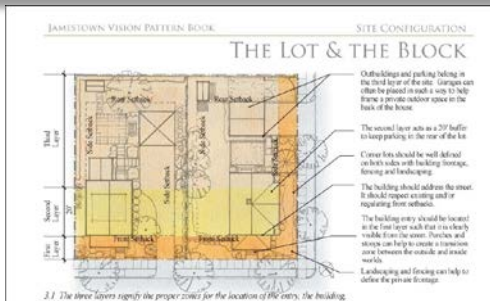 JAMESTOWN VISION PATTERN BOOK
SITE CONFIGURATION
THE LOT & THE BLOCK
Outbuildings and parking belong in
the third layer of the site. Garages can
often be placed in such a way to help
frame a private outdoor space in the
back of the house.
The second layer acts as a 20' buffer
to keep parking in the rear of the lot.
Corner lots should be well defined
on both sides with building frontage,
fencing and landscaping.
The building should address the street.
It should respect existing and/or
regulating front setbacks.
The building entry should be located
in the first layer such that it is clearly
visible from the street. Porches and
stoops can help to create a transition
zone between the outside and inside
worlds.
Landscaping and fencing can help to
define the private frontage.
Third
Layer
Second
Layer
20'
First
Layer
Rear Setback
Rear Setback
Side Setback
Side Setback
Side Setback
Side Setback
Front Setback
Front Setback
3.1 The three layers signify the proper zones for the location of the entry, the building,